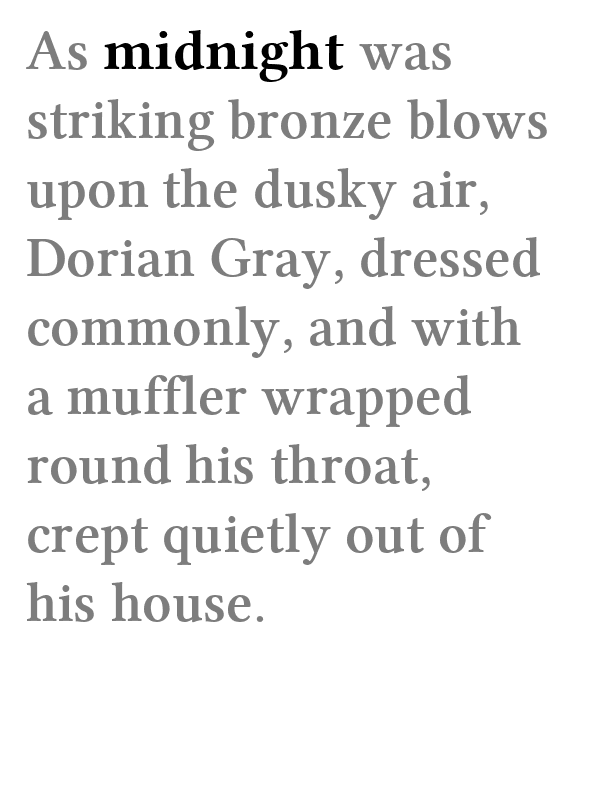 As midnight was
striking bronze blows
upon the dusky air,
Dorian Gray, dressed
commonly, and with
a muffler wrapped
round his throat,
crept quietly out of
his house.